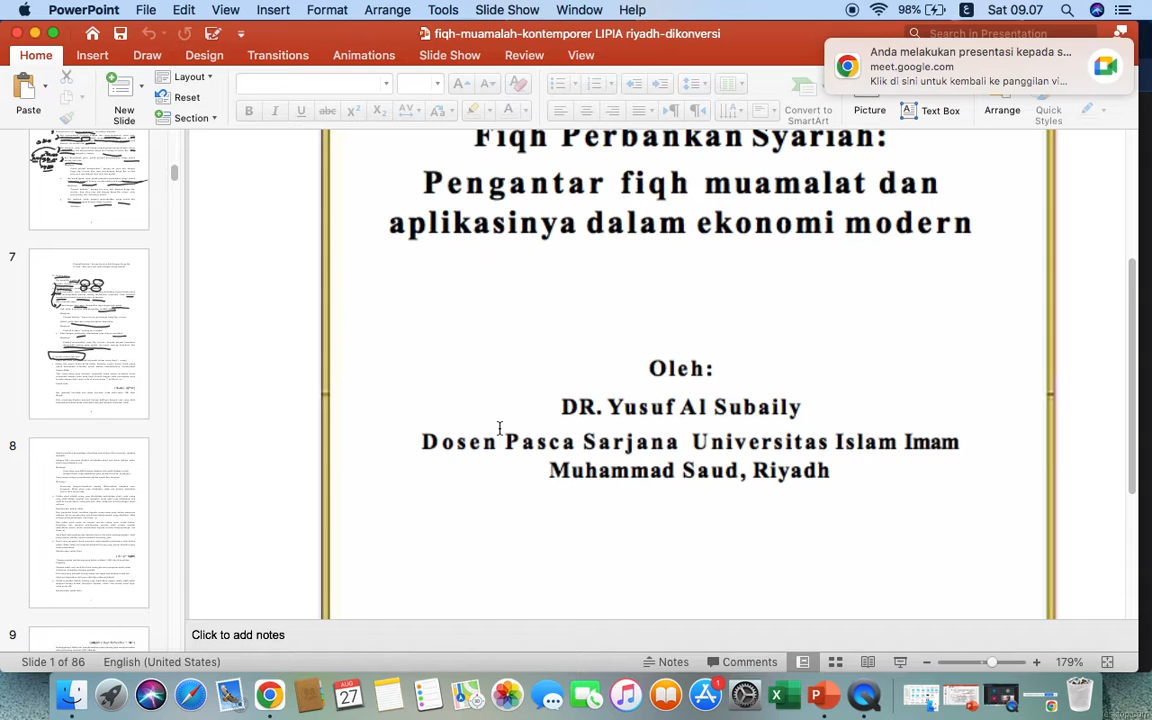 PowerPoint File Edit View Insert Format Arrange Tools Slide Show Window Help 98% ع Sat 09.07
fiqh-muamalah-kontemporer LIPIA riyadh-dikonversi
Search in Presentation
Home Insert Draw Design Transitions Animations Slide Show Review View
Anda melakukan presentasi kepada s...
meet.google.com
Klik di sini untuk kembali ke panggilan vi...
Paste
New Slide
Layout
Reset
Section
Convert to SmartArt
Picture
Text Box
Arrange
Quick Styles
7
8
9
Fiqh Perbankan Syariah:
Pengantar fiqh muamalat dan
aplikasinya dalam ekonomi modern
Oleh:
DR. Yusuf Al Subaily
Dosen Pasca Sarjana Universitas Islam Imam
Muhammad Saud, Riyadh
Click to add notes
Slide 1 of 86 English (United States) Notes Comments 179%
AUG
27
1